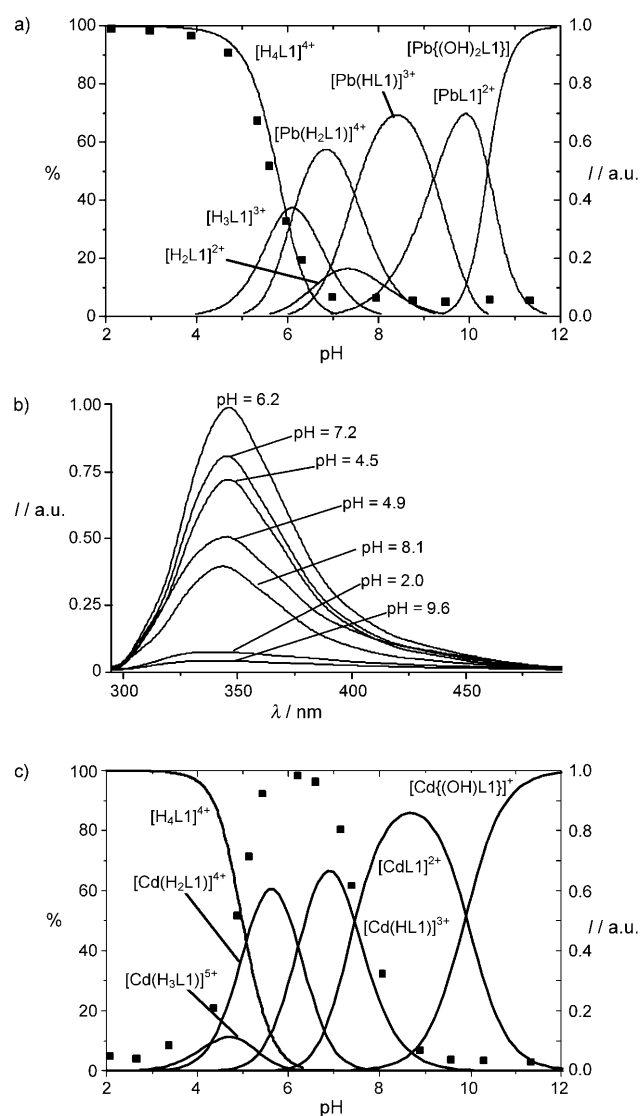 a)
[H4L1]4+
[Pb{(OH)2L1}]
[Pb(HL1)]3+
[PbL1]2+
[Pb(H2L1)]4+
[H3L1]3+
[H2L1]2+
100
80
60
40
20
0
%
1.0
0.8
0.6
0.4
0.2
0.0
I / a.u.
2 4 6 8 10 12
pH
b)
pH = 6.2
pH = 7.2
pH = 4.5
pH = 4.9
pH = 8.1
pH = 2.0
pH = 9.6
1.00
0.75
0.50
0.25
0
I / a.u.
300 350 400 450
λ / nm
c)
[H4L1]4+
[Cd{(OH)L1}]+
[Cd(H2L1)]4+
[CdL1]2+
[Cd(HL1)]3+
[Cd(H3L1)]5+
100
80
60
40
20
0
%
1.0
0.8
0.6
0.4
0.2
0.0
I / a.u.
2 4 6 8 10 12
pH